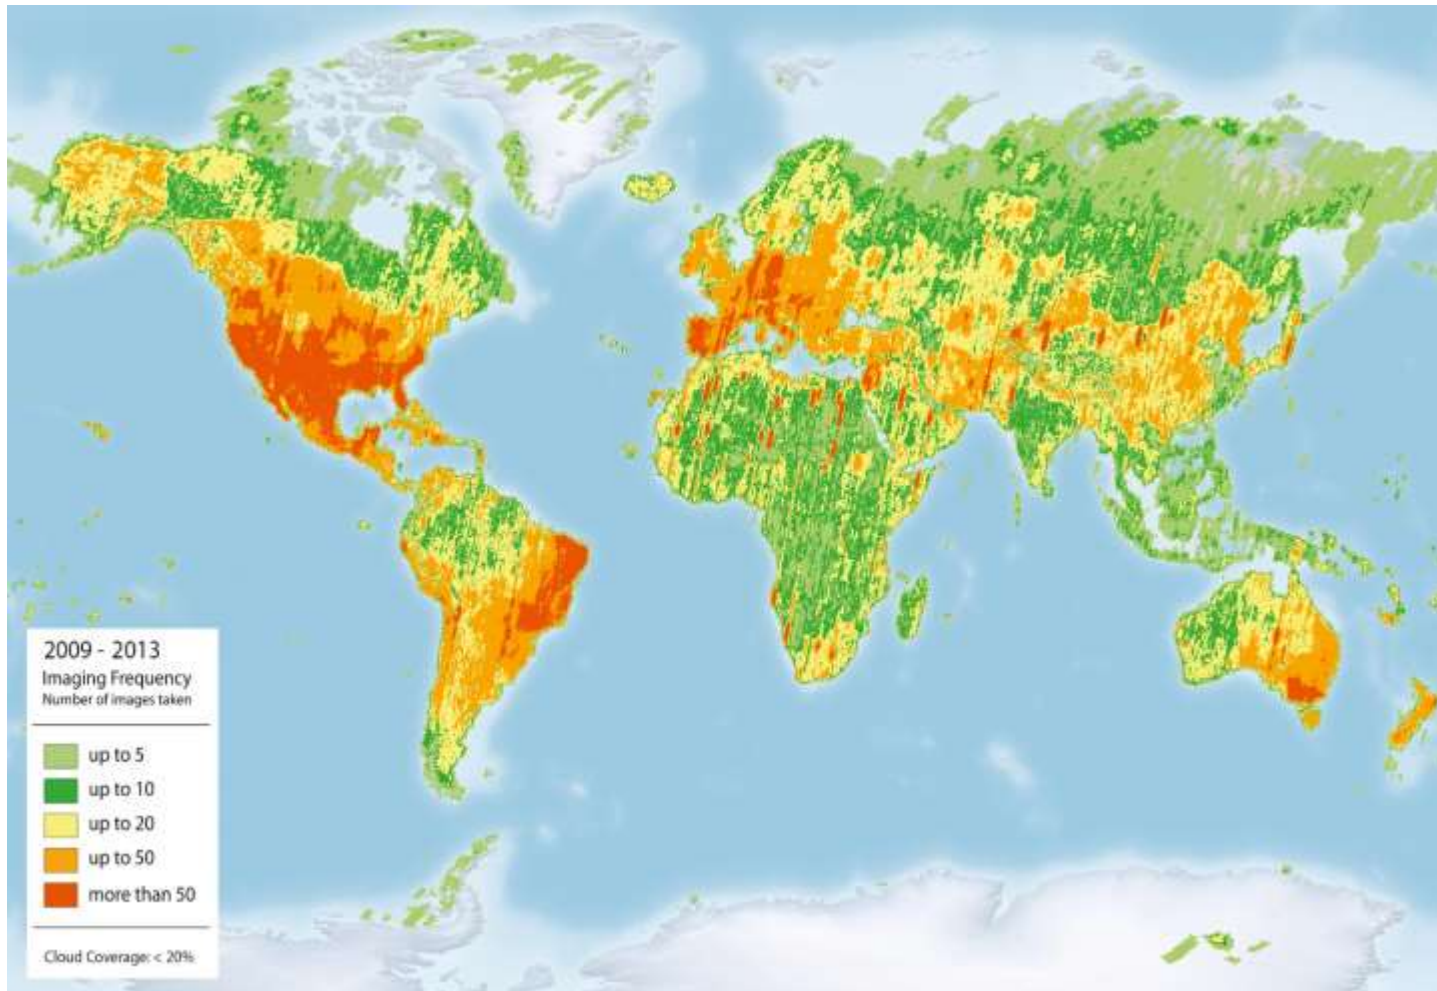 2009 - 2013
Imaging Frequency
Number of images taken
up to 5
up to 10
up to 20
up to 50
more than 50
Cloud Coverage: < 20%